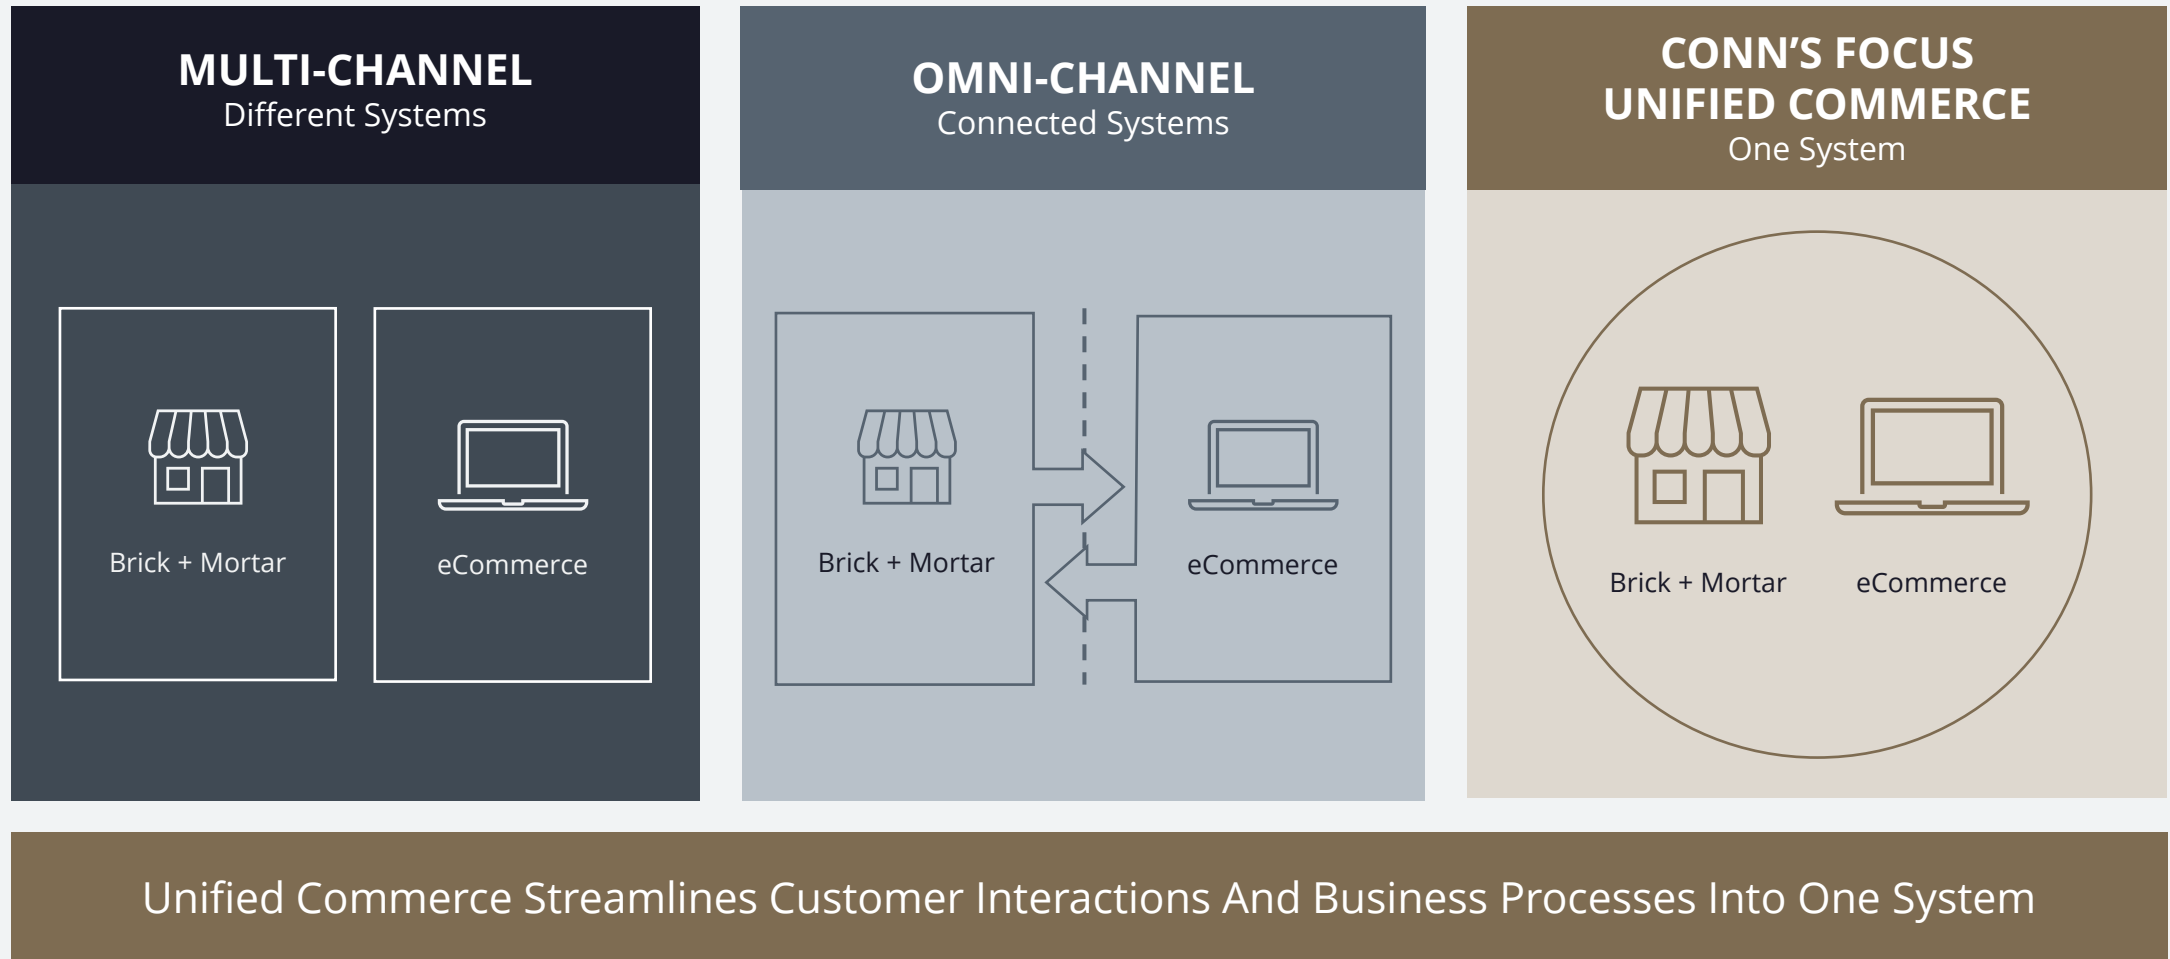 MULTI-CHANNEL
Different Systems
Brick + Mortar
eCommerce
OMNI-CHANNEL
Connected Systems
Brick + Mortar
eCommerce
CONN’S FOCUS
UNIFIED COMMERCE
One System
Brick + Mortar
eCommerce
Unified Commerce Streamlines Customer Interactions And Business Processes Into One System